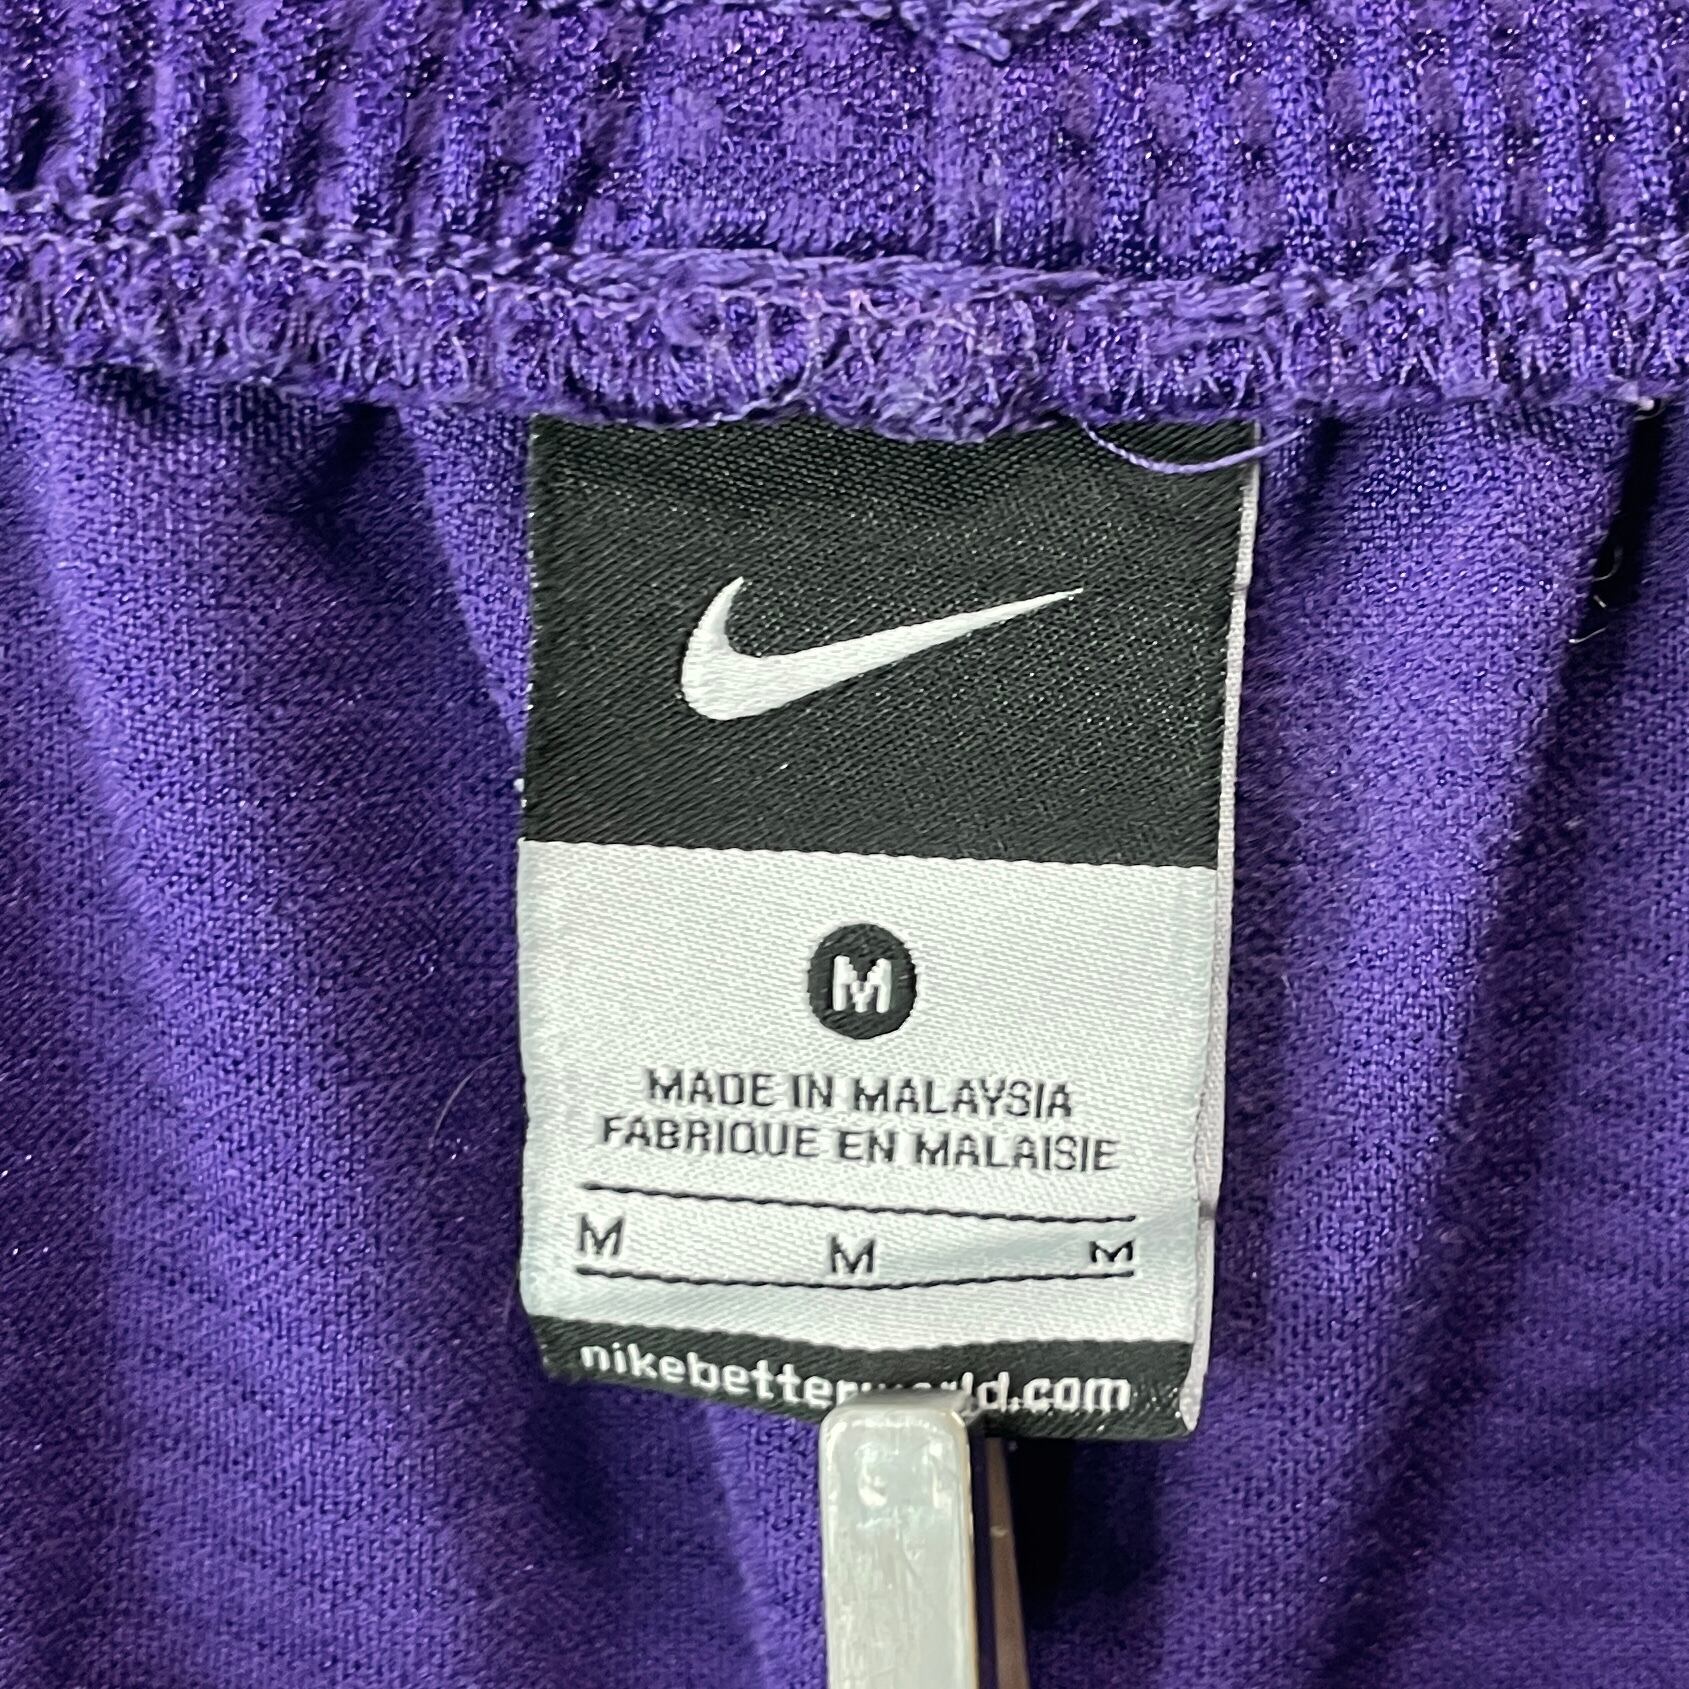 M
MADE IN MALAYSIA
FABRIQUE EN MALAISIE
M M M
nikebetterworld.com